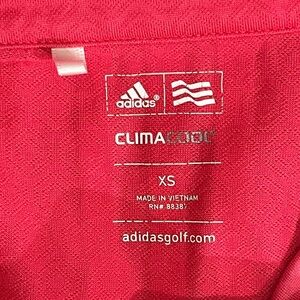 adidas®
CLIMACOOL®
XS
MADE IN VIETNAM
RN# 88387
adidasgolf.com